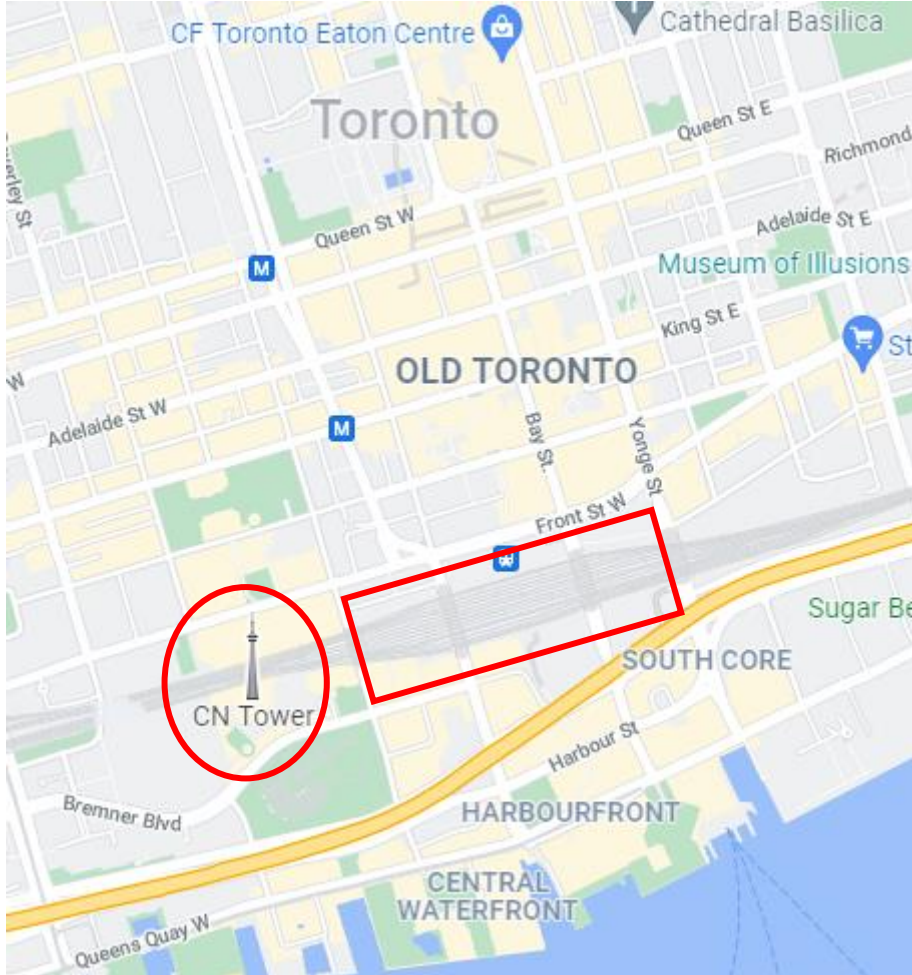 CF Toronto Eaton Centre
Cathedral Basilica
Toronto
Queen St E
Richmond
Queen St W
Adelaide St E
M
Museum of Illusions
King St E
St
OLD TORONTO
W
Adelaide St W
M
Bay St.
Yonge St
Front St W
Sugar Be
SOUTH CORE
CN Tower
Harbour St
Bremner Blvd
HARBOURFRONT
CENTRAL
WATERFRONT
Queens Quay W